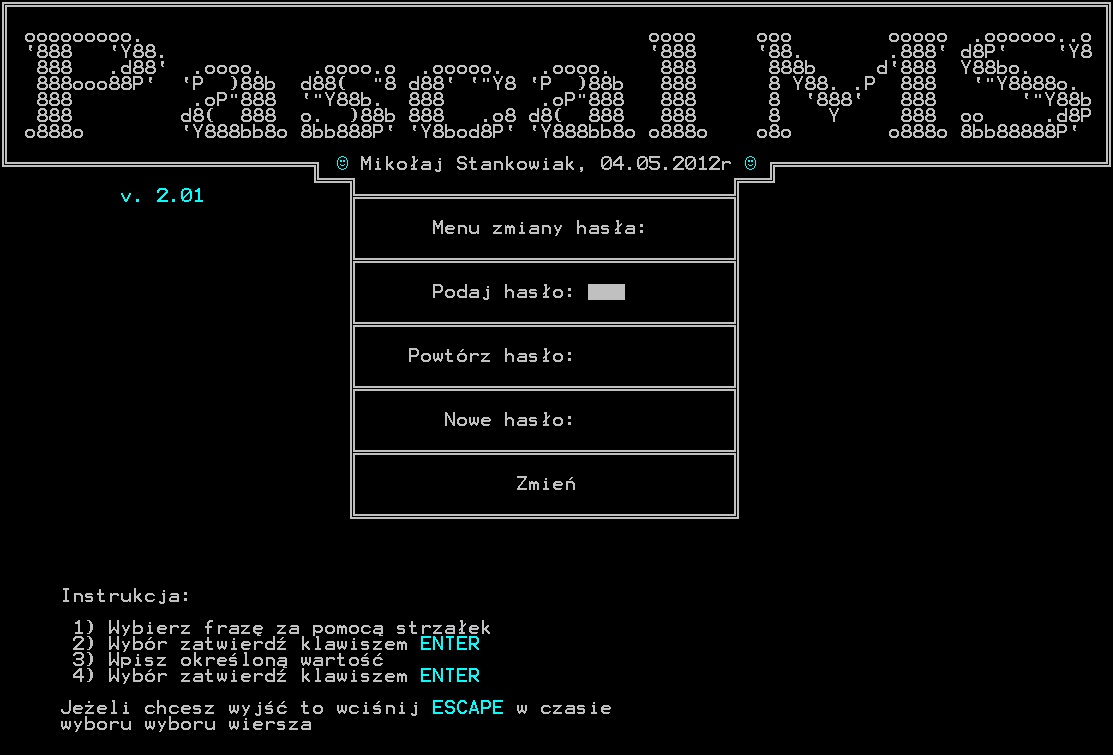 Pascal MS
☺ Mikołaj Stankowiak, 04.05.2012r ☺
v. 2.01
Menu zmiany hasła:
Podaj hasło:
Powtórz hasło:
Nowe hasło:
Zmień
Instrukcja:
1) Wybierz frazę za pomocą strzałek
2) Wybór zatwierdź klawiszem ENTER
3) Wpisz określoną wartość
4) Wybór zatwierdź klawiszem ENTER
Jeżeli chcesz wyjść to wciśnij ESCAPE w czasie
wyboru wyboru wiersza